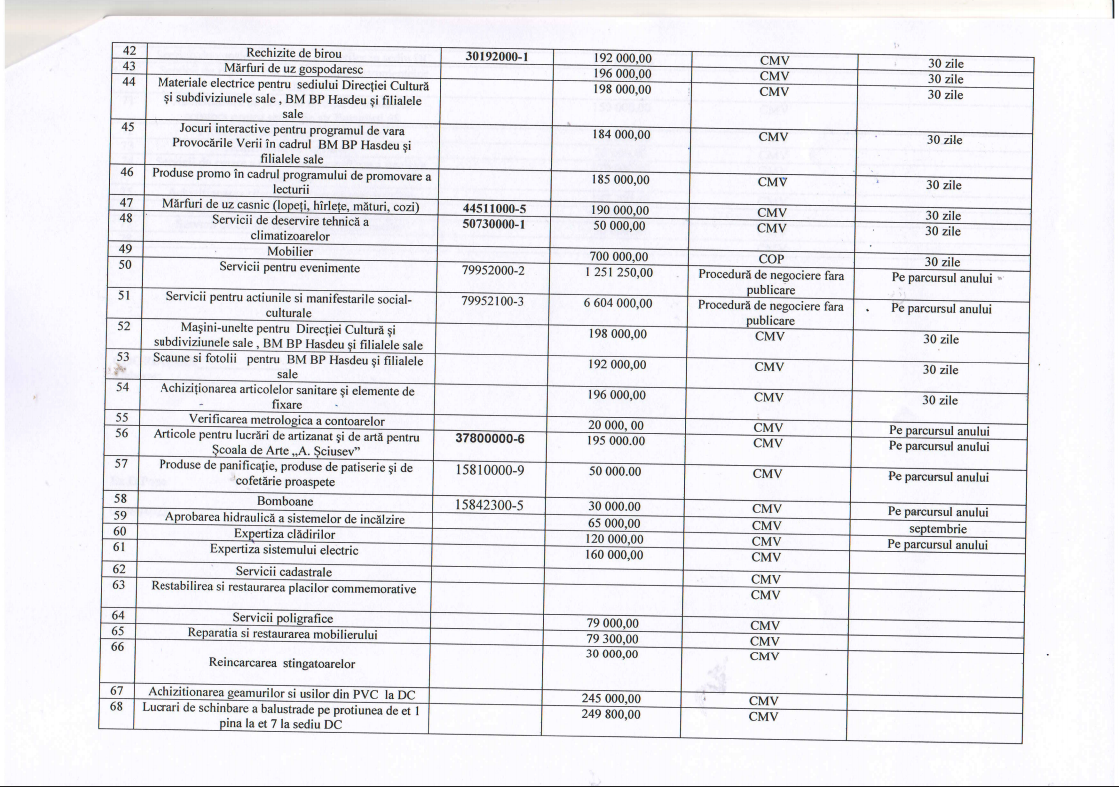 42 Rechizite de birou 30192000-1 192 000,00 CMV 30 zile
43 Mărfuri de uz gospodaresc 196 000,00 CMV 30 zile
44 Materiale electrice pentru sediului Direcției Cultură 198 000,00 CMV 30 zile
și subdiviziunele sale , BM BP Hasdeu și filialele
sale
45 Jocuri interactive pentru programul de vara 184 000,00 CMV 30 zile
Provocările Verii în cadrul BM BP Hasdeu și
filialele sale
46 Produse promo în cadrul programului de promovare a 185 000,00 CMV 30 zile
lecturii
47 Mărfuri de uz casnic (lopeți, hîrlețe, mături, cozi) 44511000-5 190 000,00 CMV 30 zile
48 Servicii de deservire tehnică a 50730000-1 50 000,00 CMV 30 zile
climatizoarelor
49 Mobilier 700 000,00 COP 30 zile
50 Servicii pentru evenimente 79952000-2 1 251 250,00 Procedură de negociere fara Pe parcursul anului
publicare
51 Servicii pentru actiunile si manifestarile social- 79952100-3 6 604 000,00 Procedură de negociere fara Pe parcursul anului
culturale publicare
52 Mașini-unelte pentru Direcției Cultură și 198 000,00 CMV 30 zile
subdiviziunele sale , BM BP Hasdeu și filialele sale
53 Scaune si fotolii pentru BM BP Hasdeu și filialele 192 000,00 CMV 30 zile
sale
54 Achiziționarea articolelor sanitare și elemente de 196 000,00 CMV 30 zile
fixare
55 Verificarea metrologica a contoarelor 20 000, 00 CMV Pe parcursul anului
56 Articole pentru lucrări de artizanat și de artă pentru 37800000-6 195 000.00 CMV Pe parcursul anului
Școala de Arte „A. Șciusev”
57 Produse de panificație, produse de patiserie și de 15810000-9 50 000.00 CMV Pe parcursul anului
cofetărie proaspete
58 Bomboane 15842300-5 30 000.00 CMV Pe parcursul anului
59 Aprobarea hidraulică a sistemelor de incălzire 65 000,00 CMV septembrie
60 Expertiza clădirilor 120 000,00 CMV Pe parcursul anului
61 Expertiza sistemului electric 160 000,00 CMV
62 Servicii cadastrale CMV
63 Restabilirea si restaurarea placilor commemorative CMV
64 Servicii poligrafice 79 000,00 CMV
65 Reparatia si restaurarea mobilierului 79 300,00 CMV
66 Reincarcarea stingatoarelor 30 000,00 CMV
67 Achizitionarea geamurilor si usilor din PVC la DC 245 000,00 CMV
68 Lucrari de schinbare a balustrade pe protiunea de et 1 249 800,00 CMV
pina la et 7 la sediu DC